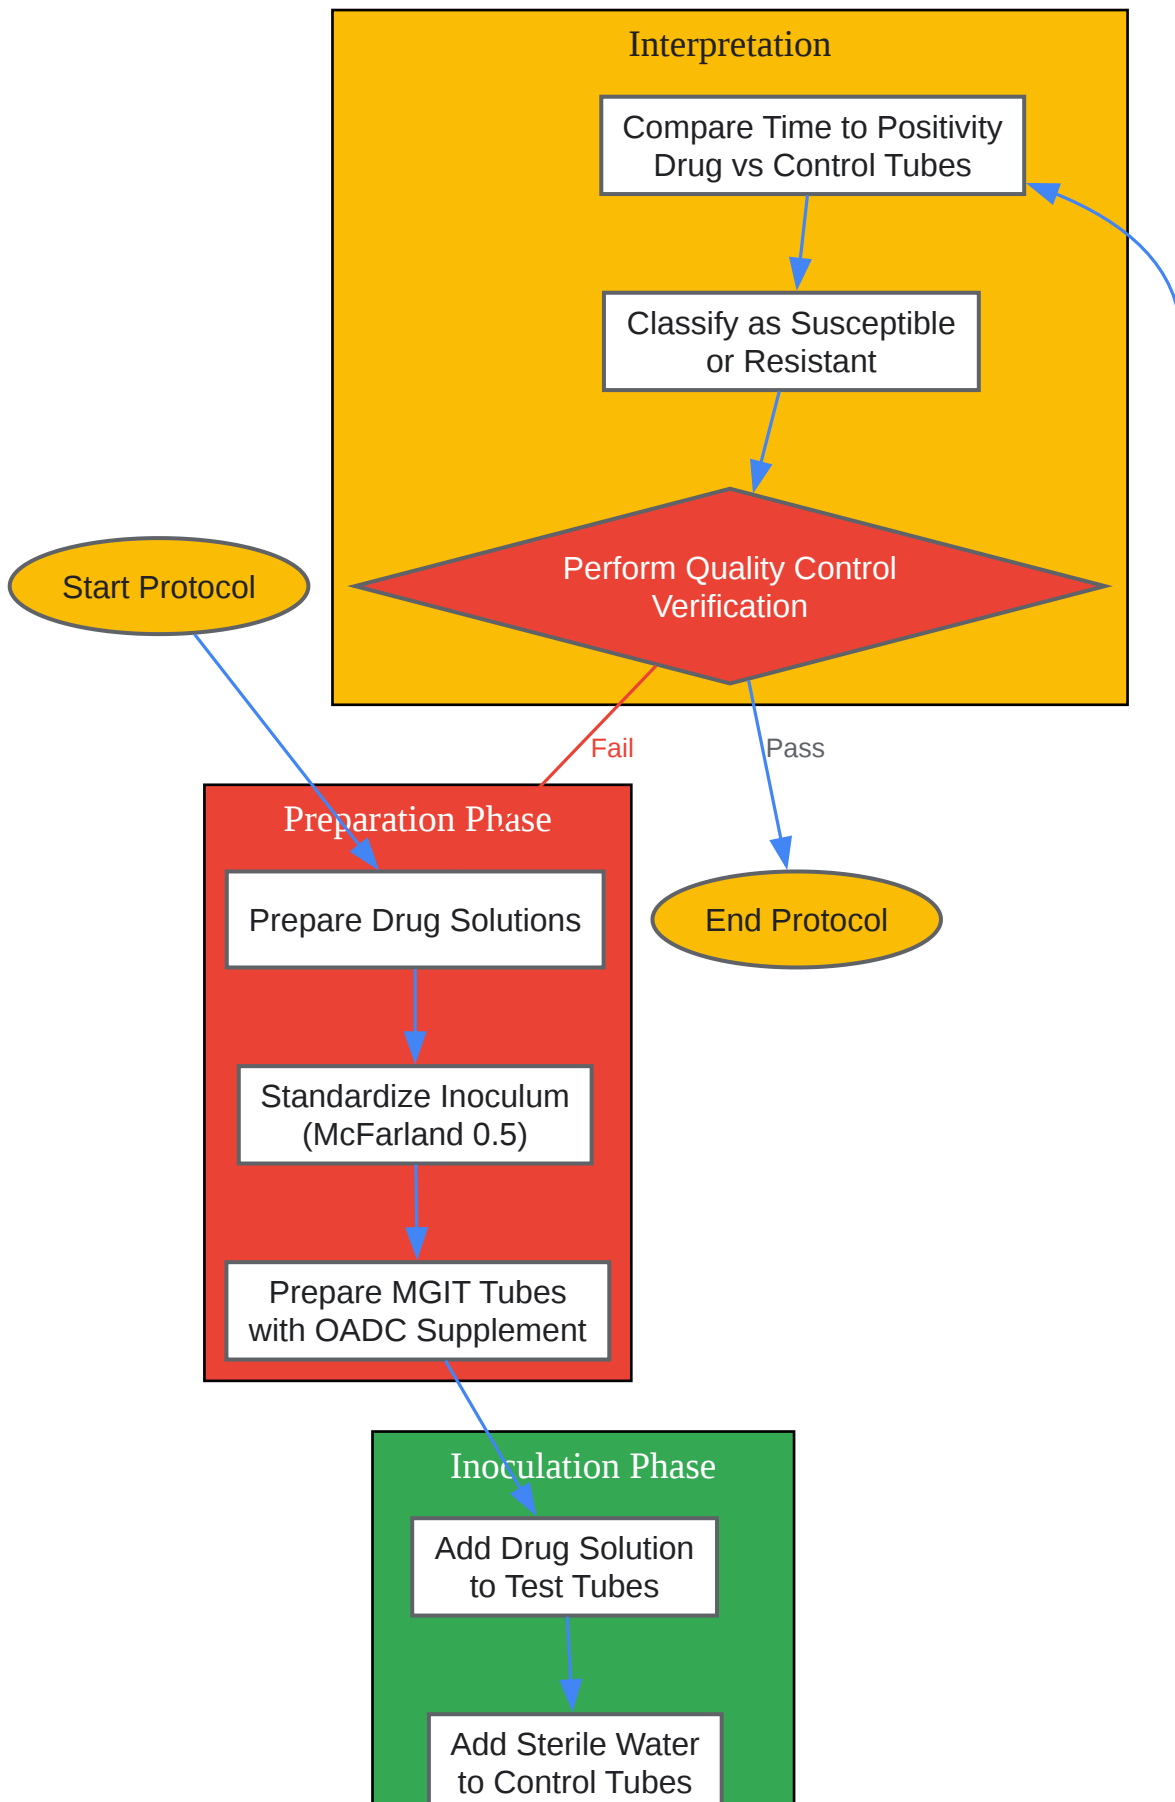 Interpretation
Compare Time to Positivity
Drug vs Control Tubes
Classify as Susceptible
or Resistant
Perform Quality Control
Verification
Start Protocol
Fail
Pass
Preparation Phase
Prepare Drug Solutions
End Protocol
Standardize Inoculum
(McFarland 0.5)
Prepare MGIT Tubes
with OADC Supplement
Inoculation Phase
Add Drug Solution
to Test Tubes
Add Sterile Water
to Control Tubes